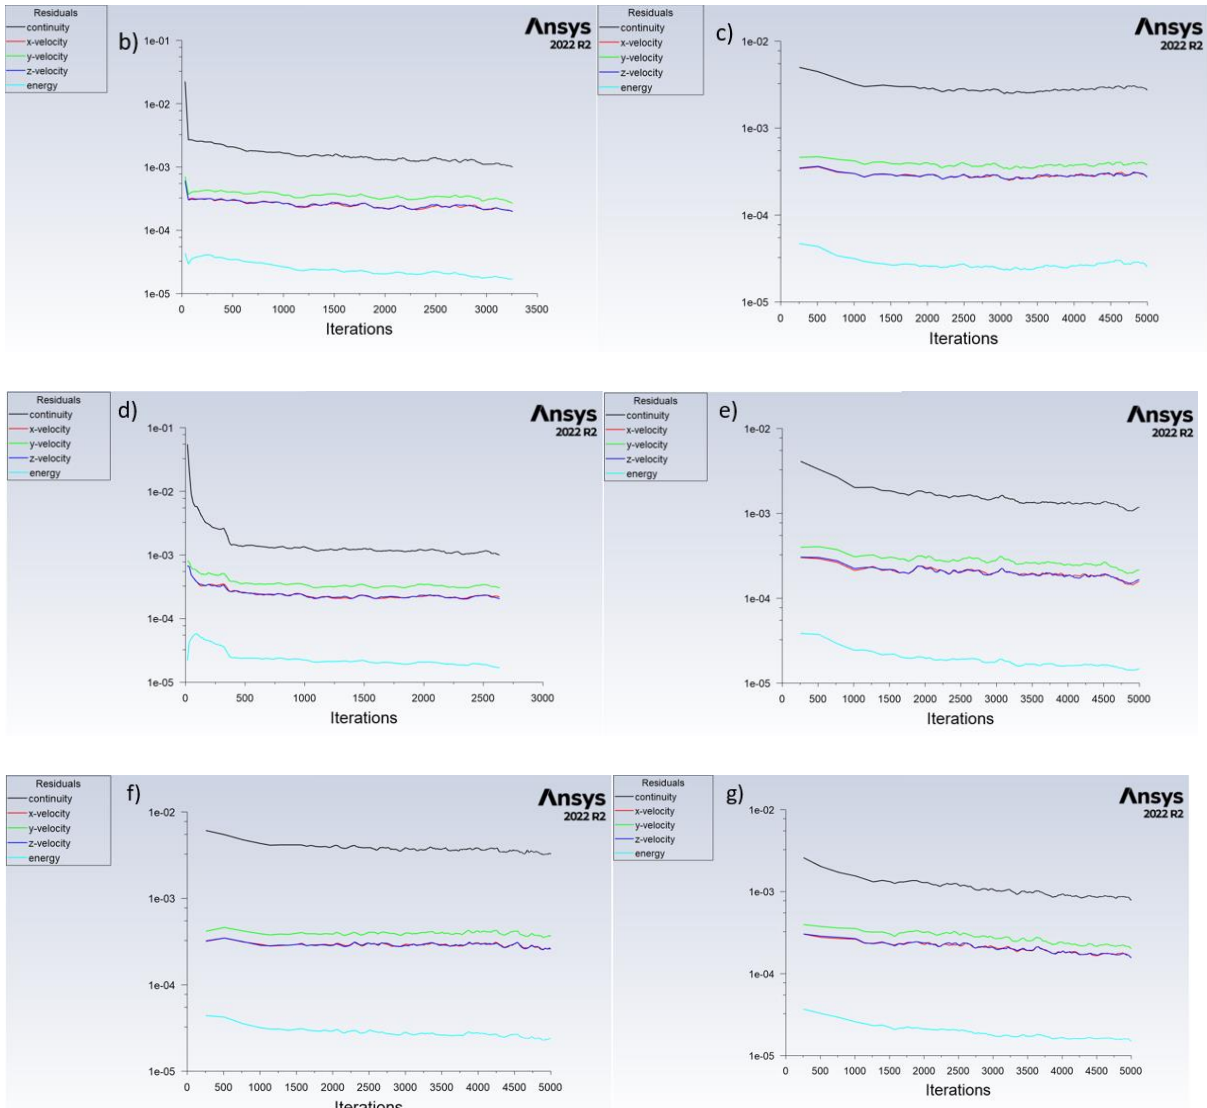 Residuals
continuity
x-velocity
y-velocity
z-velocity
energy
b)
Ansys
2022 R2
1e-01
1e-02
1e-03
1e-04
1e-05
0 500 1000 1500 2000 2500 3000 3500
Iterations
Residuals
continuity
x-velocity
y-velocity
z-velocity
energy
c)
Ansys
2022 R2
1e-02
1e-03
1e-04
1e-05
0 500 1000 1500 2000 2500 3000 3500 4000 4500 5000
Iterations
Residuals
continuity
x-velocity
y-velocity
z-velocity
energy
d)
Ansys
2022 R2
1e-01
1e-02
1e-03
1e-04
1e-05
0 500 1000 1500 2000 2500 3000
Iterations
Residuals
continuity
x-velocity
y-velocity
z-velocity
energy
e)
Ansys
2022 R2
1e-02
1e-03
1e-04
1e-05
0 500 1000 1500 2000 2500 3000 3500 4000 4500 5000
Iterations
Residuals
continuity
x-velocity
y-velocity
z-velocity
energy
f)
Ansys
2022 R2
1e-02
1e-03
1e-04
1e-05
0 500 1000 1500 2000 2500 3000 3500 4000 4500 5000
Iterations
Residuals
continuity
x-velocity
y-velocity
z-velocity
energy
g)
Ansys
2022 R2
1e-02
1e-03
1e-04
1e-05
0 500 1000 1500 2000 2500 3000 3500 4000 4500 5000
Iterations